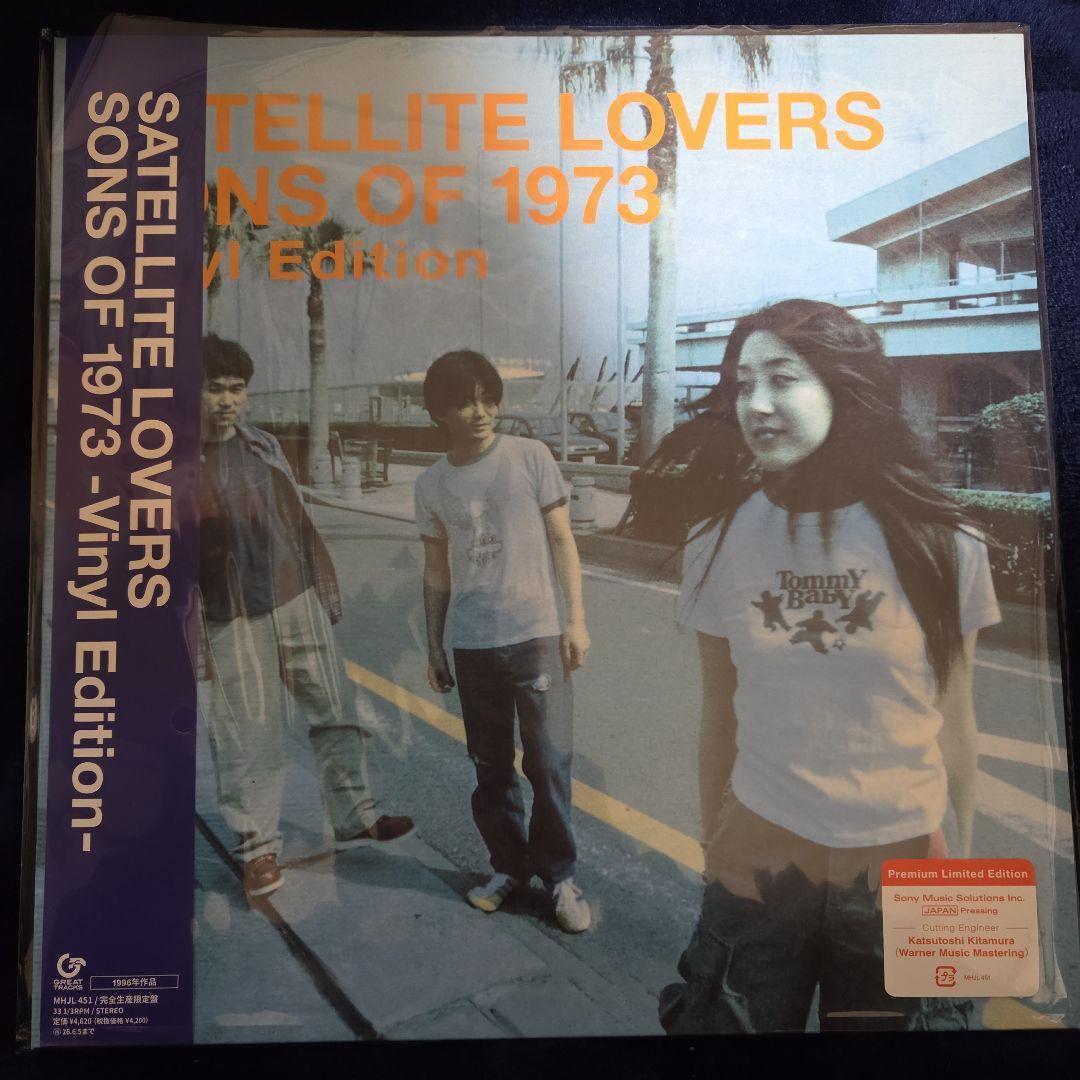 SATELLITE LOVERS
SONS OF 1973 -Vinyl Edition-
TELLITE LOVERS
ONS OF 1973
yl Edition
TOMMY
BABY
GREAT
TRACKS
1996年作品
MHJL 451 / 完全生産限定盤
33 1/3RPM / STEREO
定価 ¥4,620 (税抜価格 ¥4,200)
26.6.5まで
Premium Limited Edition
Sony Music Solutions Inc.
JAPAN Pressing
Cutting Engineer
Katsutoshi Kitamura
(Warner Music Mastering)
プラ
MHJL 451